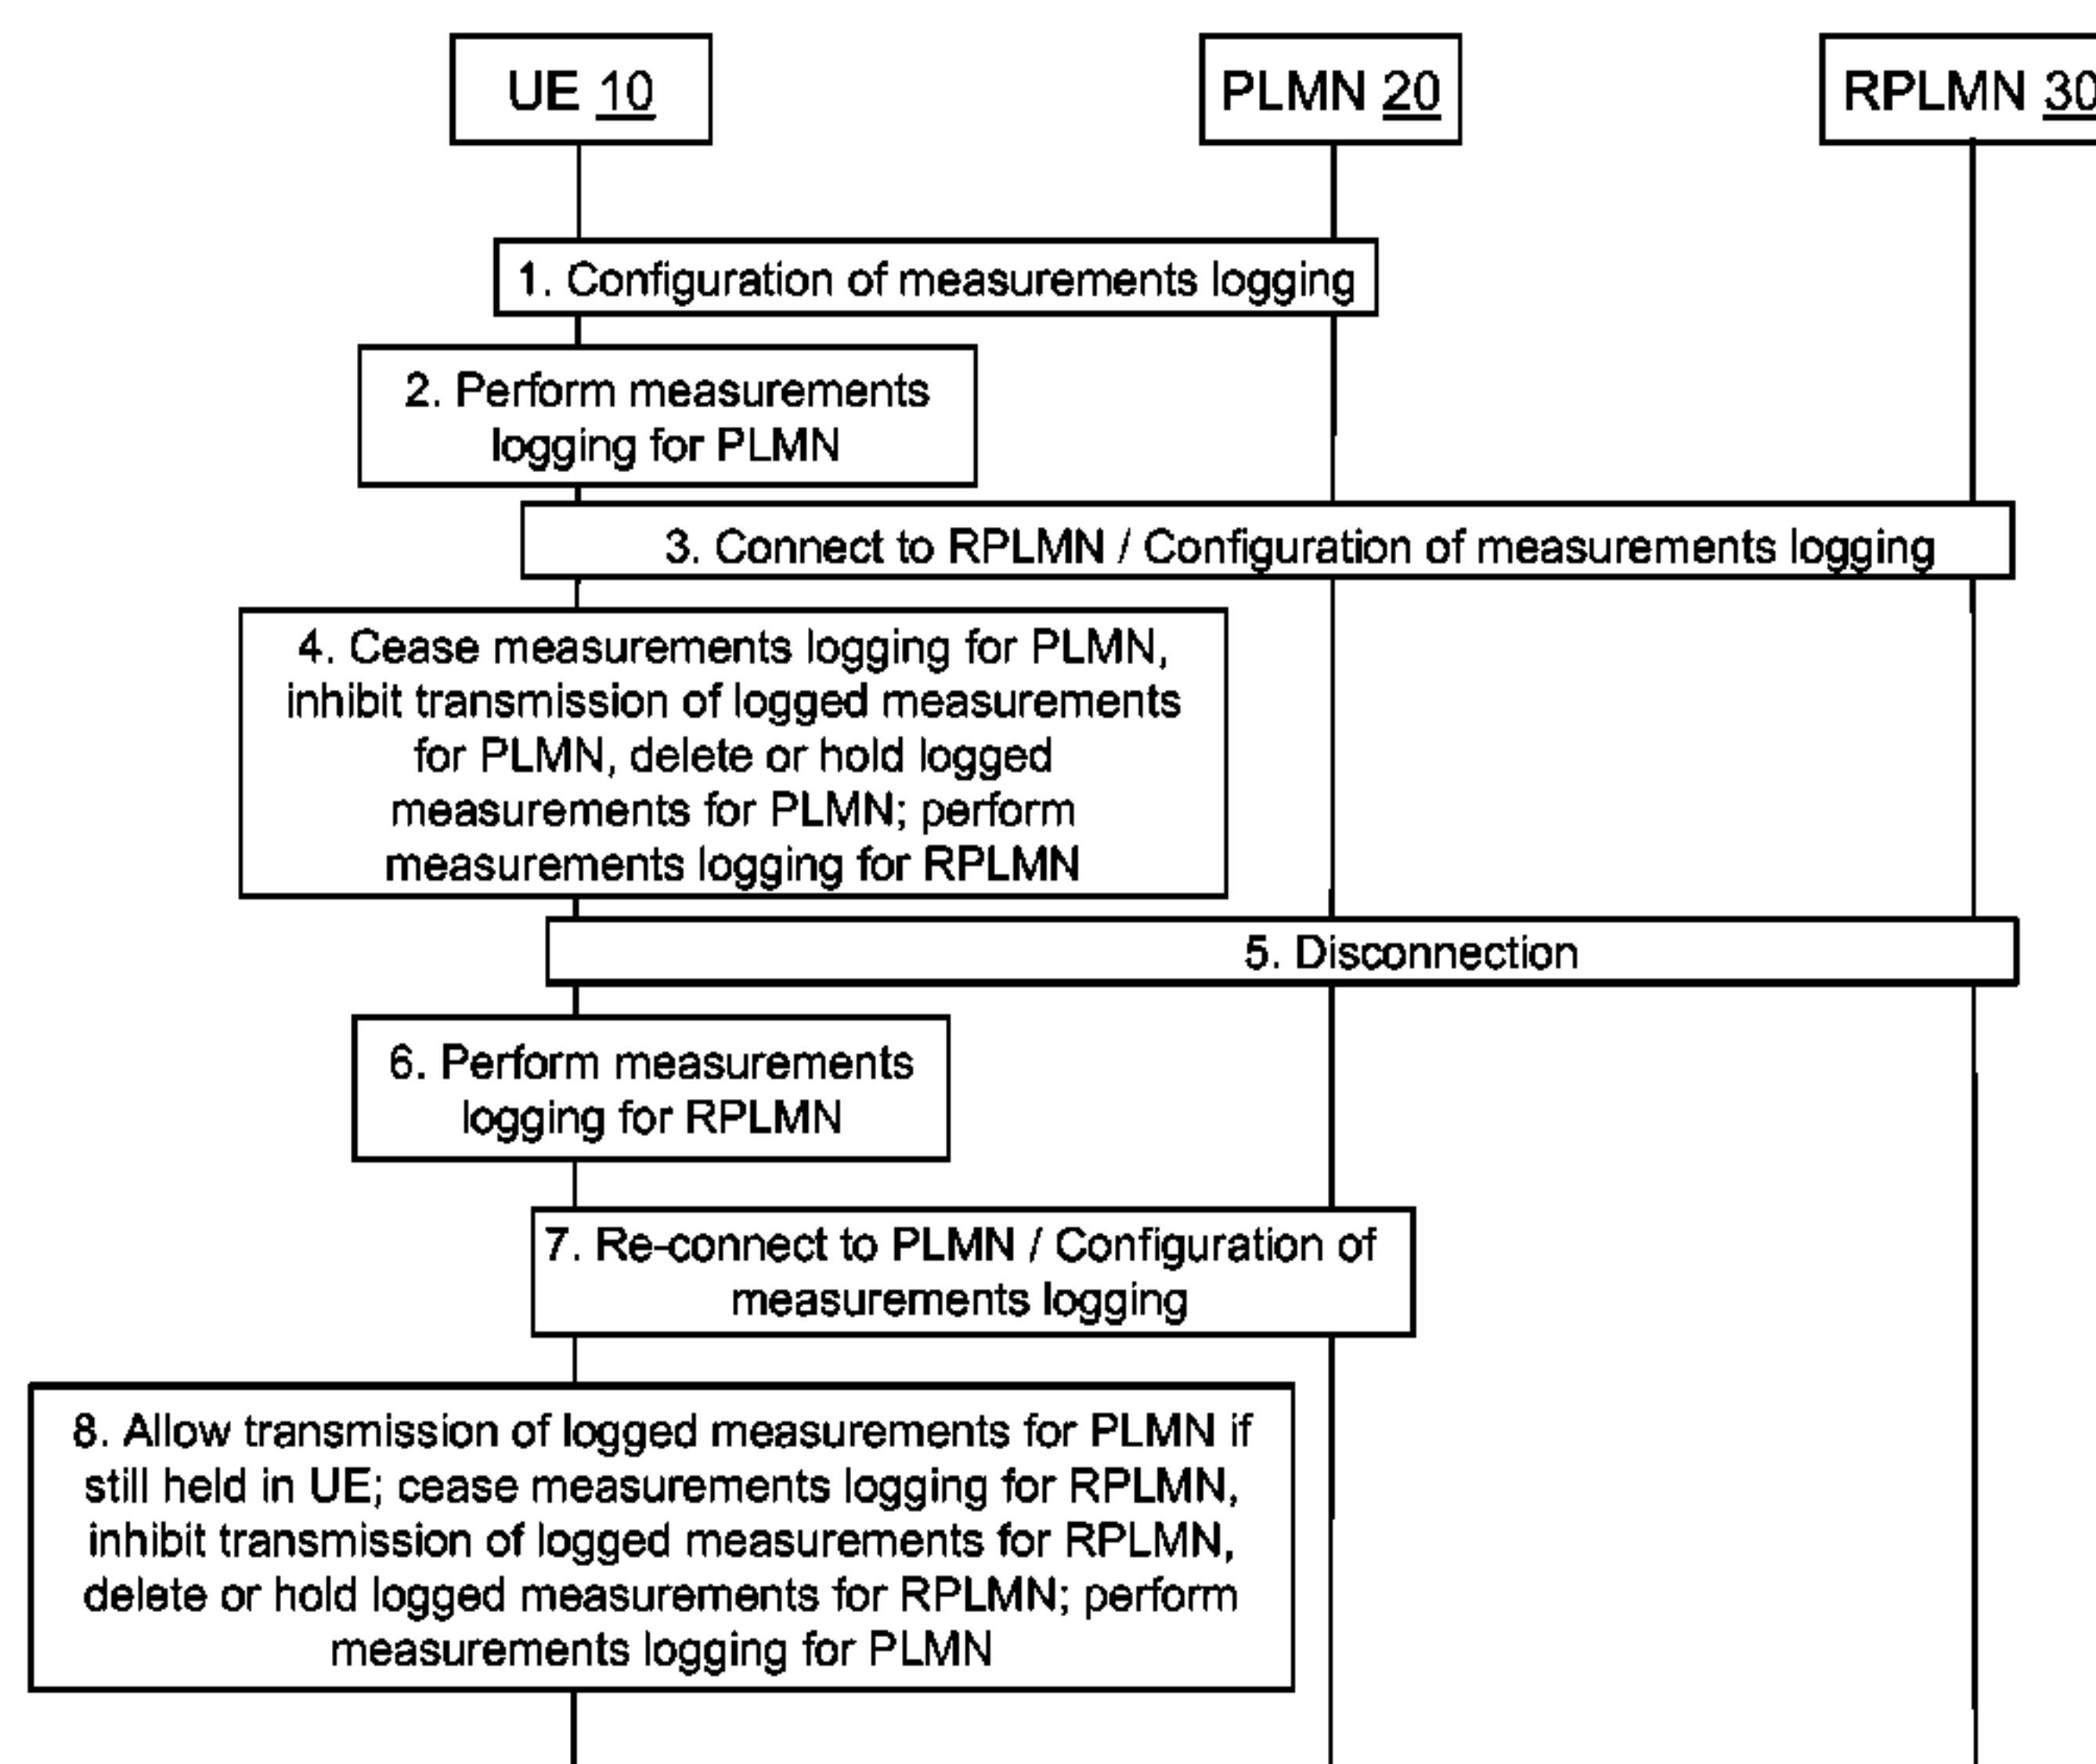 UE 10
PLMN 20
RPLMN 30
1. Configuration of measurements logging
2. Perform measurements
logging for PLMN
3. Connect to RPLMN / Configuration of measurements logging
4. Cease measurements logging for PLMN,
inhibit transmission of logged measurements
for PLMN, delete or hold logged
measurements for PLMN; perform
measurements logging for RPLMN
5. Disconnection
6. Perform measurements
logging for RPLMN
7. Re-connect to PLMN / Configuration of
measurements logging
8. Allow transmission of logged measurements for PLMN if
still held in UE; cease measurements logging for RPLMN,
inhibit transmission of logged measurements for RPLMN,
delete or hold logged measurements for RPLMN; perform
measurements logging for PLMN